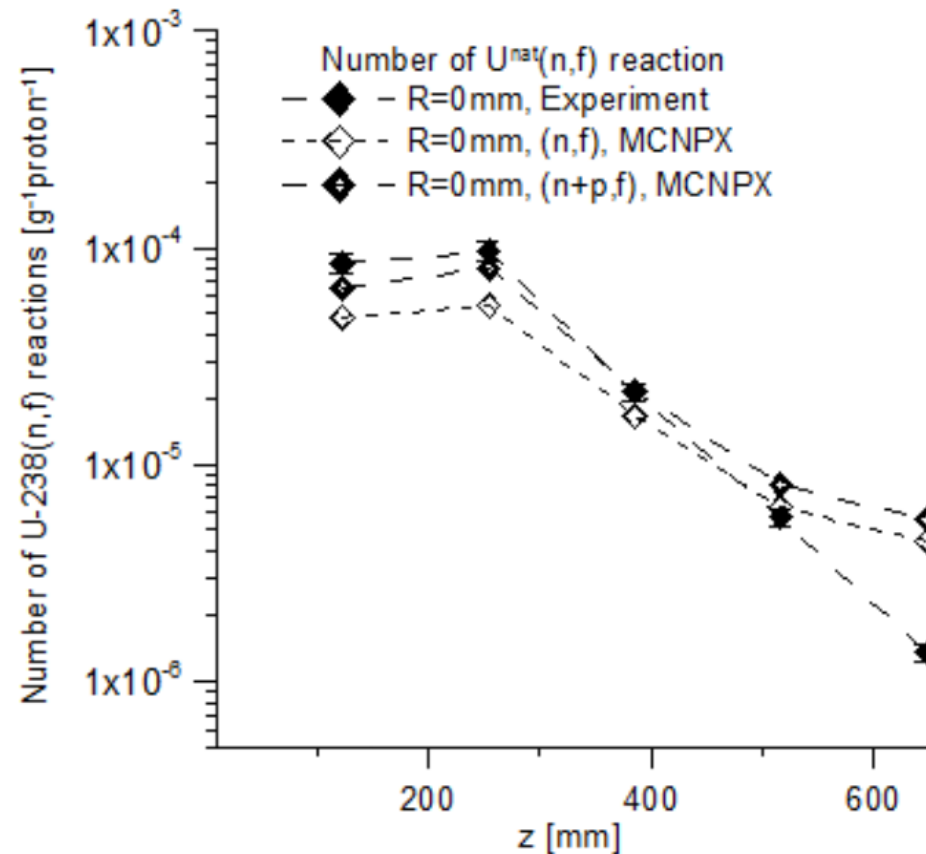 1x10⁻³
Number of Uⁿᵃᵗ(n,f) reaction
R=0mm, Experiment
R=0mm, (n,f), MCNPX
R=0mm, (n+p,f), MCNPX
1x10⁻⁴
1x10⁻⁵
1x10⁻⁶
Number of U-238(n,f) reactions [g⁻¹proton⁻¹]
200
400
600
z [mm]